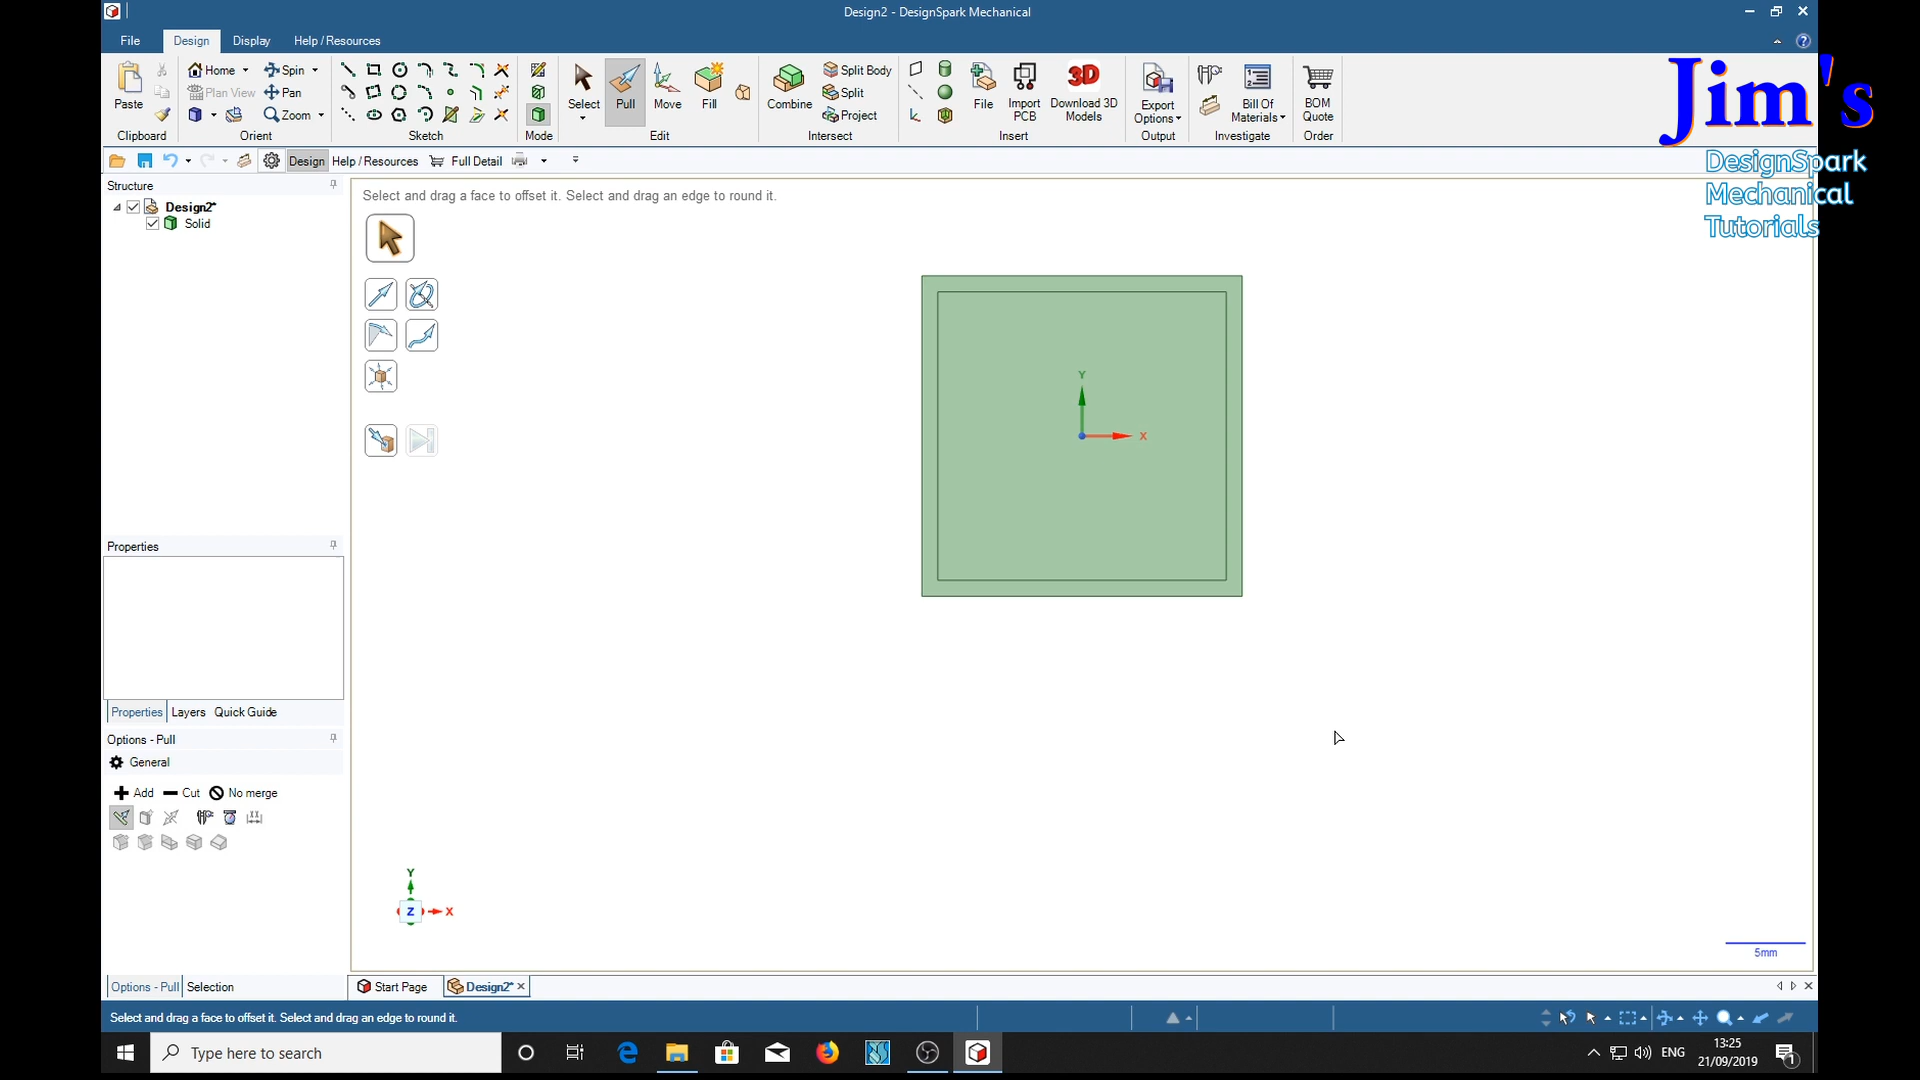 Design2 - DesignSpark Mechanical
File Design Display Help / Resources
Jim's
DesignSpark
Mechanical
Tutorials
Paste
Clipboard
Home Spin
Plan View Pan
Zoom
Orient
Sketch
Mode
Select Pull Move Fill
Edit
Combine
Split Body
Split
Project
Intersect
File
Import
PCB
Download 3D
Models
3D
Insert
Export
Options
Output
Bill Of
Materials
Investigate
BOM
Quote
Order
Design Help / Resources Full Detail
Structure
Design2*
Solid
Select and drag a face to offset it. Select and drag an edge to round it.
Y
X
Properties
Properties Layers Quick Guide
Options - Pull
General
Add Cut No merge
Y
Z X
5mm
Options - Pull Selection
Start Page Design2*
Select and drag a face to offset it. Select and drag an edge to round it.
Type here to search
ENG
13:25
21/09/2019
1